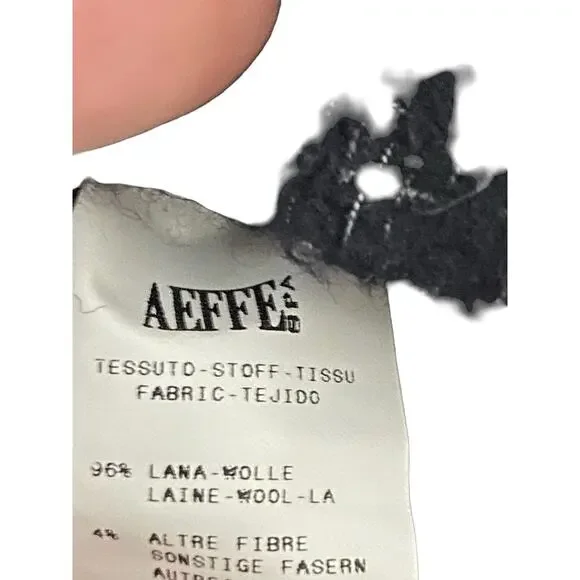 AEFFE SPA
TESSUTO-STOFF-TISSU
FABRIC-TEJIDO
96% LANA-WOLLE
LAINE-WOOL-LA
4% ALTRE FIBRE
SONSTIGE FASERN